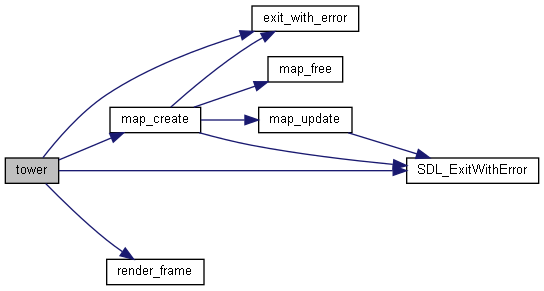 exit_with_error
map_free
map_create
map_update
tower
SDL_ExitWithError
render_frame